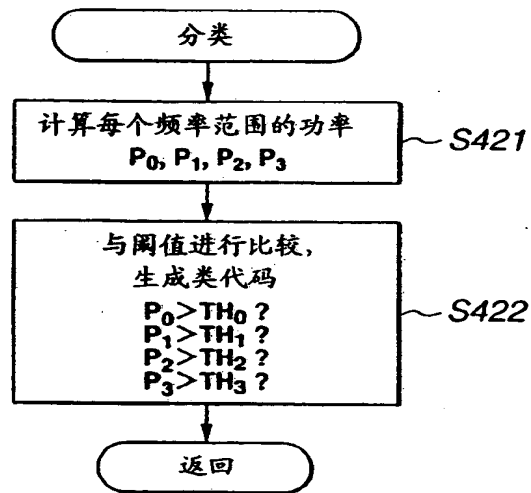 分类
计算每个频率范围的功率
P₀, P₁, P₂, P₃
S421
与阈值进行比较,
生成类代码
P₀>TH₀?
P₁>TH₁?
P₂>TH₂?
P₃>TH₃?
S422
返回